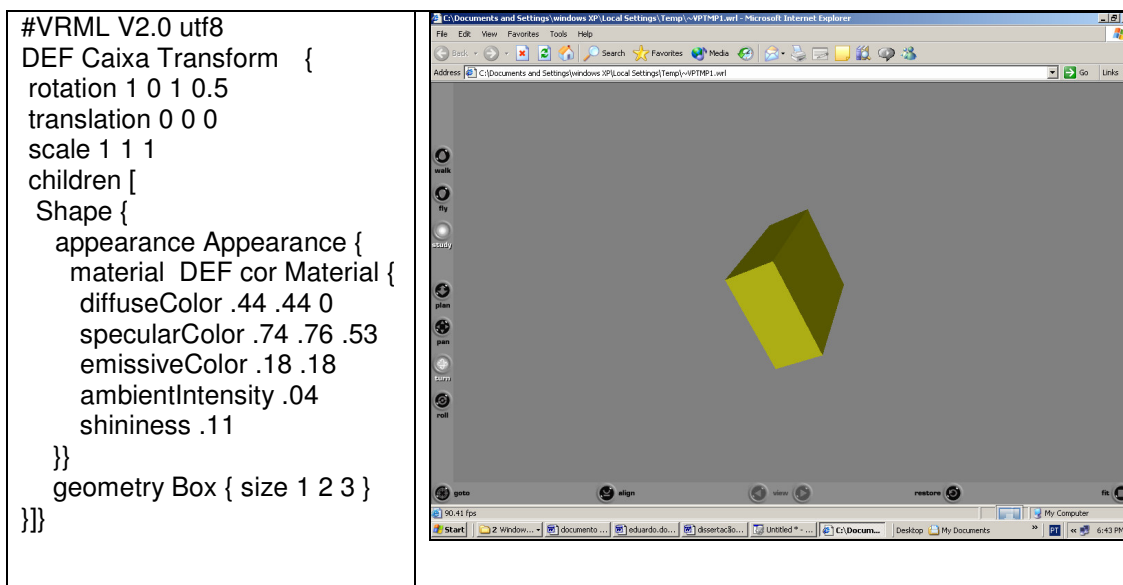 #VRML V2.0 utf8
DEF Caixa Transform {
rotation 1 0 1 0.5
translation 0 0 0
scale 1 1 1
children [
Shape {
appearance Appearance {
material DEF cor Material {
diffuseColor .44 .44 0
specularColor .74 .76 .53
emissiveColor .18 .18
ambientIntensity .04
shininess .11
}}
geometry Box { size 1 2 3 }
}]}
C:\Documents and Settings\windows XP\Local Settings\Temp\~VPTMP1.wrl - Microsoft Internet Explorer
File Edit View Favorites Tools Help
Back Search Favorites Media
Address C:\Documents and Settings\windows XP\Local Settings\Temp\~VPTMP1.wrl Go Links
walk
fly
study
plan
pan
turn
roll
goto align view restore fit
90.41 fps My Computer
Start 2 Window... documento ... eduardo.do... dissertacão... Untitled * - ... C:\Docum... Desktop My Documents » PT « 6:43 PM